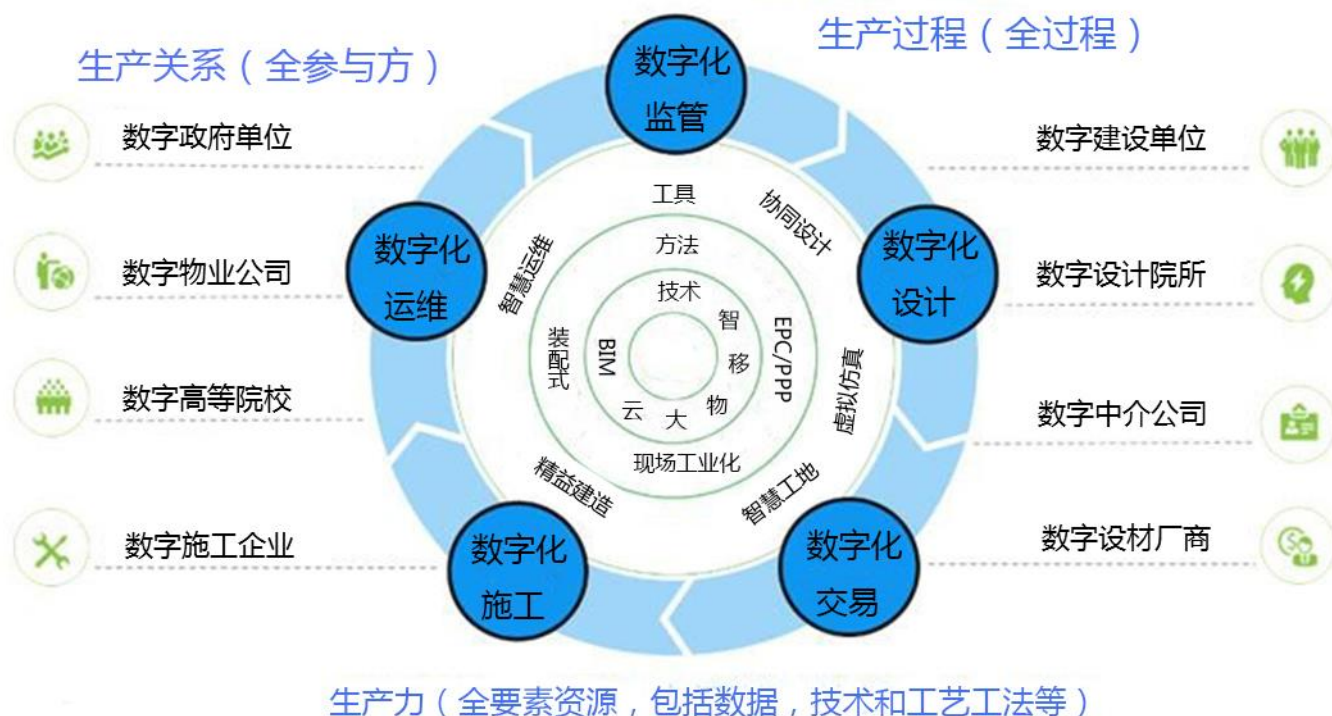 生产关系（全参与方）
生产过程（全过程）
数字化
监管
数字政府单位
数字物业公司
数字高等院校
数字施工企业
数字建设单位
数字设计院所
数字中介公司
数字设材厂商
数字化
运维
数字化
设计
数字化
施工
数字化
交易
工具
协同设计
虚拟仿真
智慧工地
精益建造
智慧运维
方法
EPC/PPP
现场工业化
装配式
技术
智
移
物
大
云
BIM
生产力（全要素资源，包括数据，技术和工艺工法等）